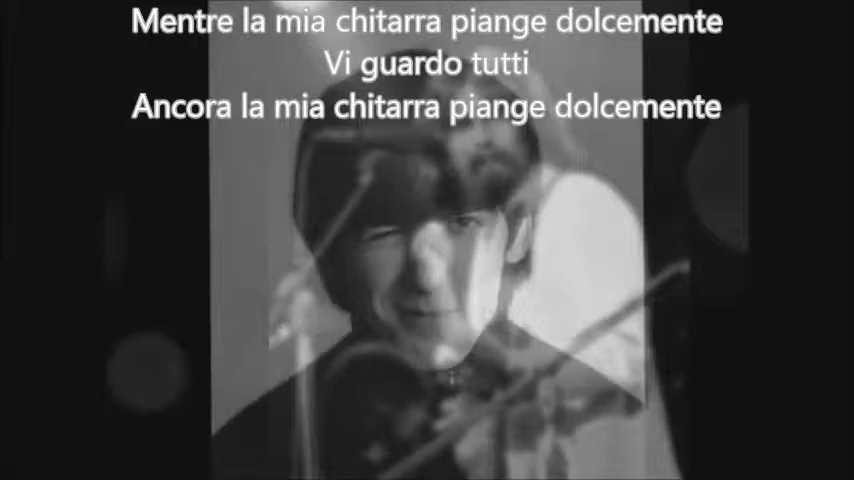 Mentre la mia chitarra piange dolcemente
Vi guardo tutti
Ancora la mia chitarra piange dolcemente